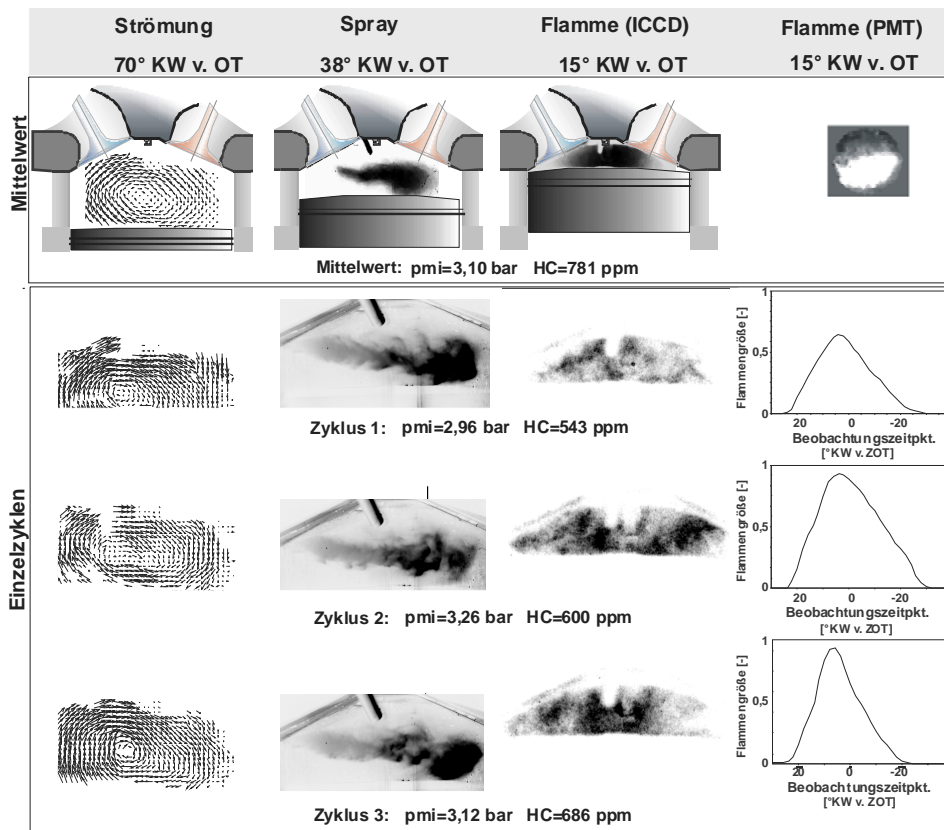 Strömung Spray Flamme (ICCD) Flamme (PMT)
70° KW v. OT 38° KW v. OT 15° KW v. OT 15° KW v. OT
Mittelwert
Mittelwert: pmi=3,10 bar HC=781 ppm
Einzelzyklen
1
Flammengröße [-]
0,5
0
20 0 -20
Beobachtungszeitpkt.
[°KW v. ZOT]
Zyklus 1: pmi=2,96 bar HC=543 ppm
1
Flammengröße [-]
0,5
0
20 0 -20
Beobachtungszeitpkt.
[°KW v. ZOT]
Zyklus 2: pmi=3,26 bar HC=600 ppm
1
Flammengröße [-]
0,5
0
20 0 -20
Beobachtungszeitpkt.
[°KW v. ZOT]
Zyklus 3: pmi=3,12 bar HC=686 ppm